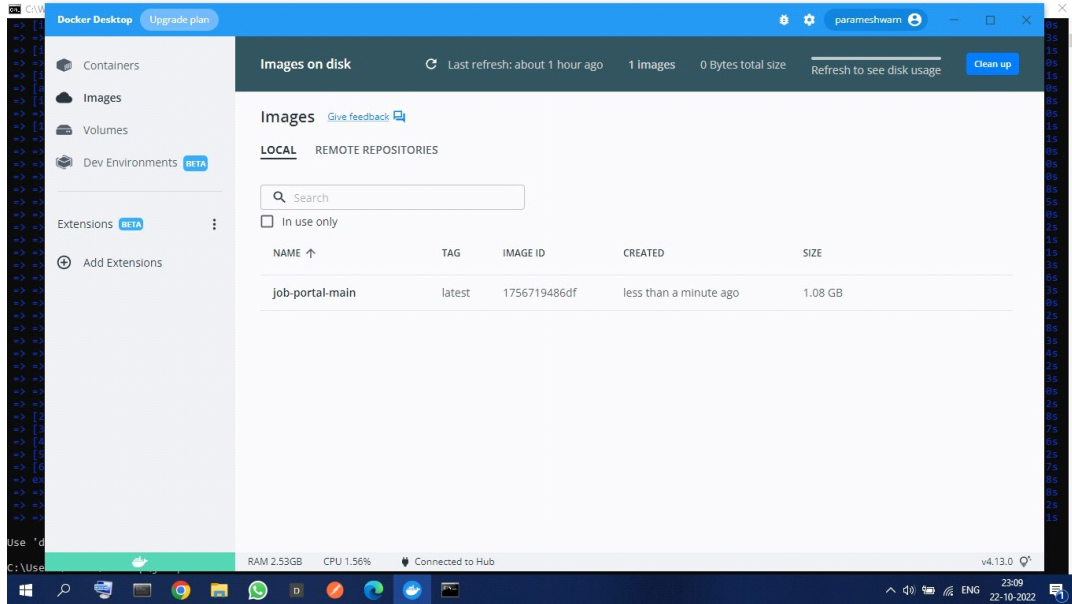 C:\W
Docker Desktop Upgrade plan parameshwarn
Containers
Images
Volumes
Dev Environments BETA
Extensions BETA
Add Extensions
Images on disk Last refresh: about 1 hour ago 1 images 0 Bytes total size Refresh to see disk usage Clean up
Images Give feedback
LOCAL REMOTE REPOSITORIES
Search
In use only
NAME TAG IMAGE ID CREATED SIZE
job-portal-main latest 1756719486df less than a minute ago 1.08 GB
Use 'd
RAM 2.53GB CPU 1.56% Connected to Hub v4.13.0
C:\Use
ENG 23:09
22-10-2022